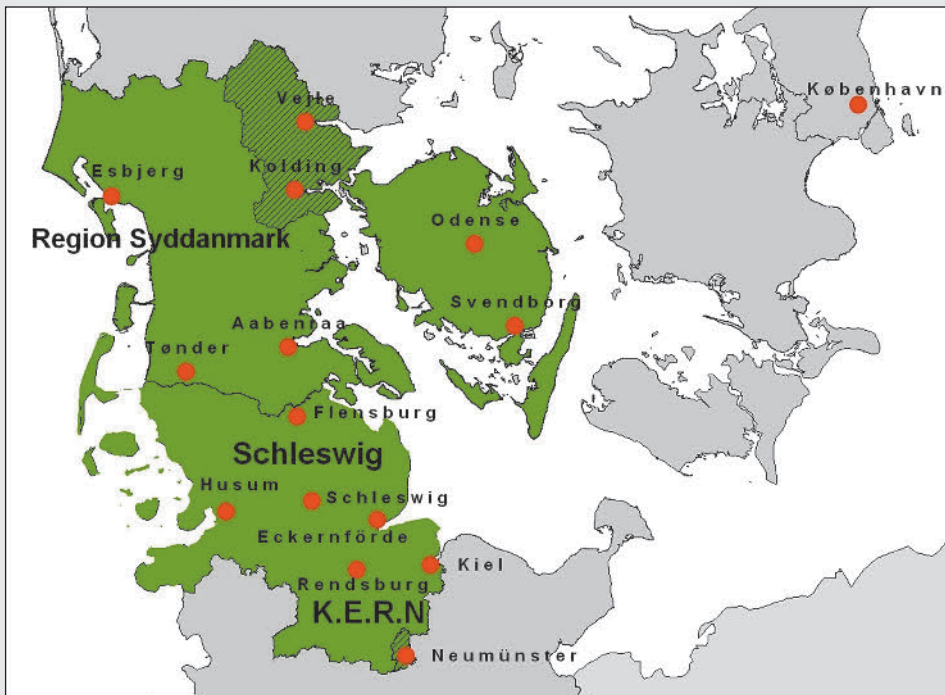 København
Vejle
Kolding
Esbjerg
Odense
Region Syddanmark
Svendborg
Aabenraa
Tønder
Flensburg
Schleswig
Husum
Schleswig
Eckernförde
Kiel
Rendsburg
K.E.R.N
Neumünster